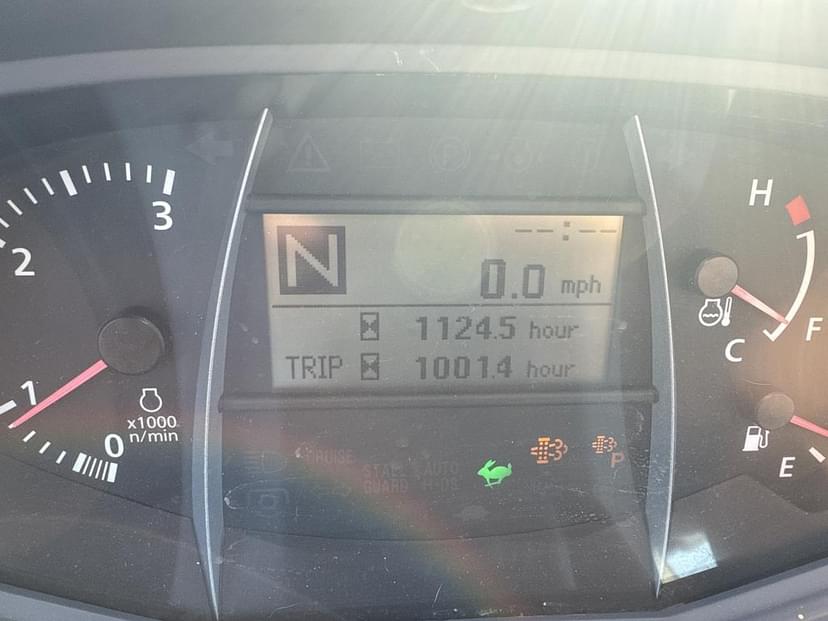 3
2
1
0
x1000
n/min
N
--:--
0.0 mph
1124.5 hour
TRIP 1001.4 hour
H
C
F
E
P
CRUISE
STALL AUTO
GUARD H-DS